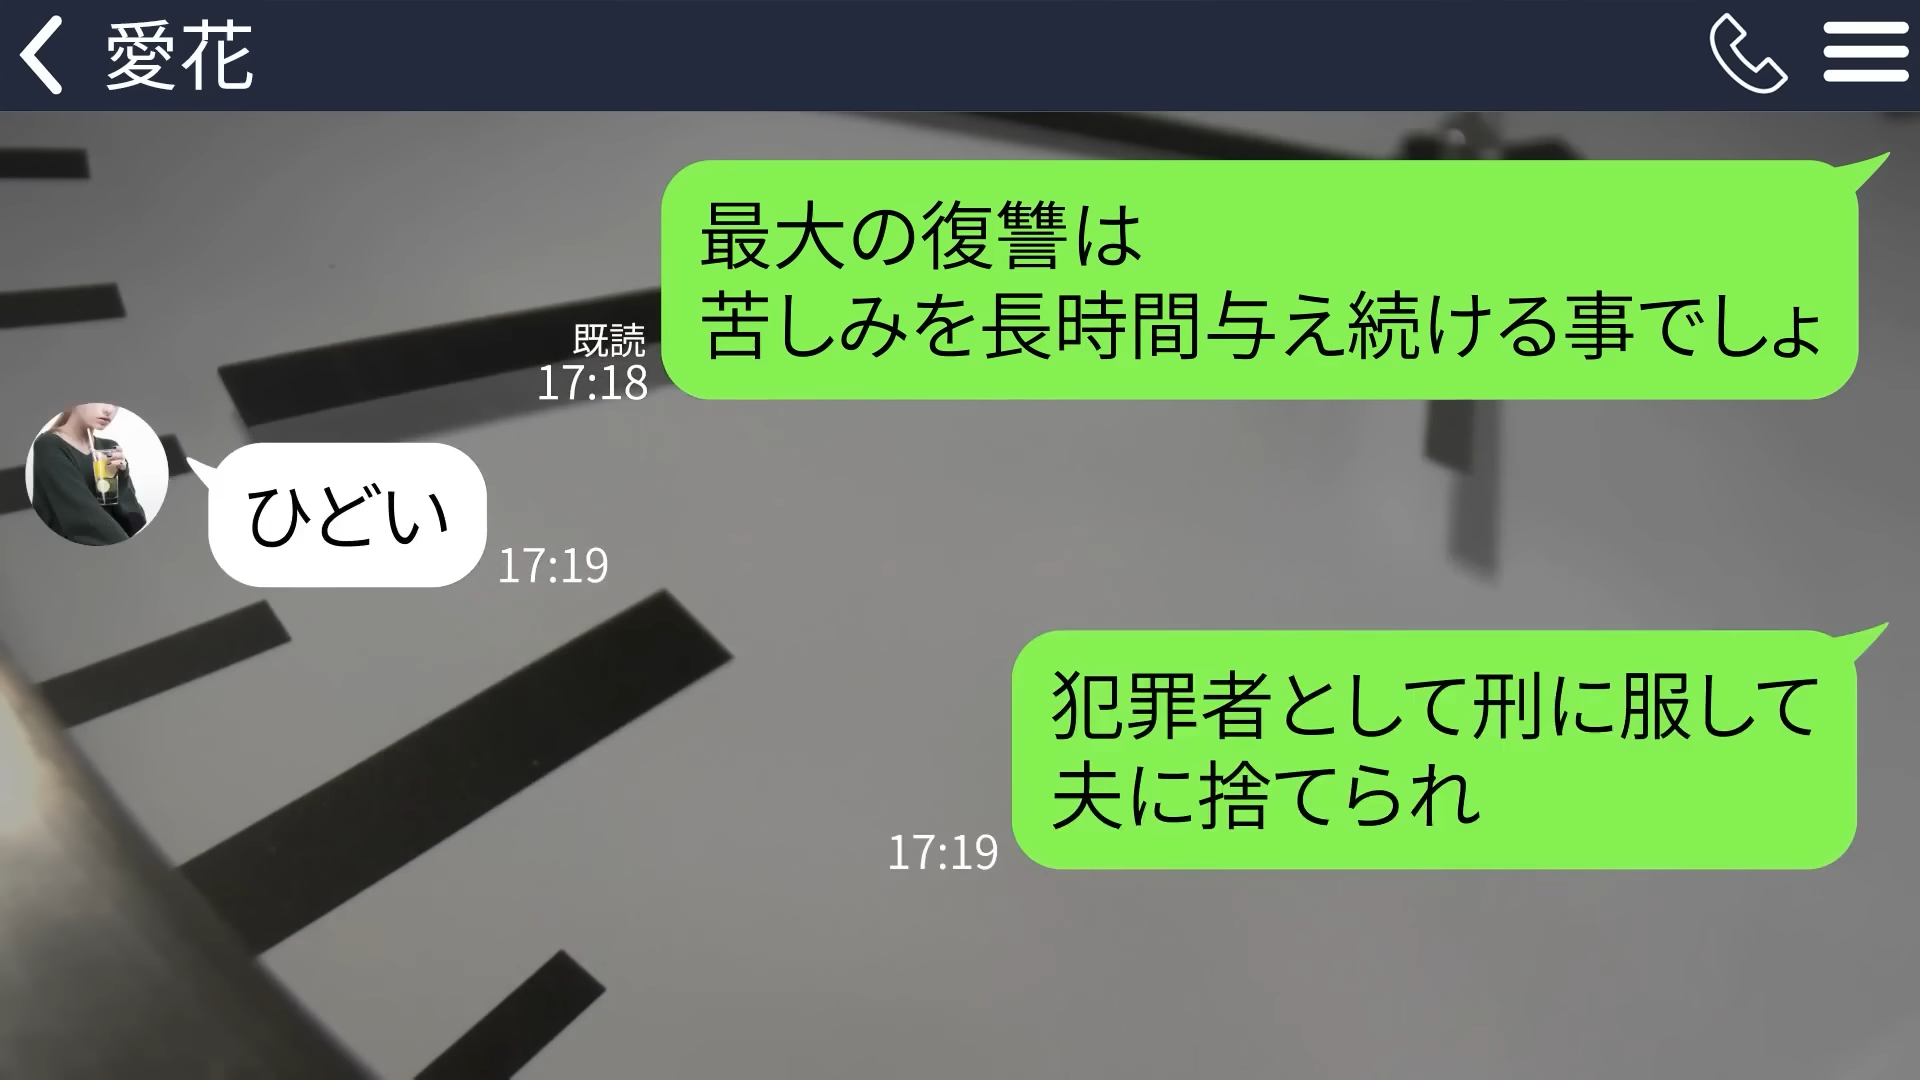 愛花
最大の復讐は
苦しみを長時間与え続ける事でしょ
既読
17:18
ひどい
17:19
犯罪者として刑に服して
夫に捨てられ
17:19